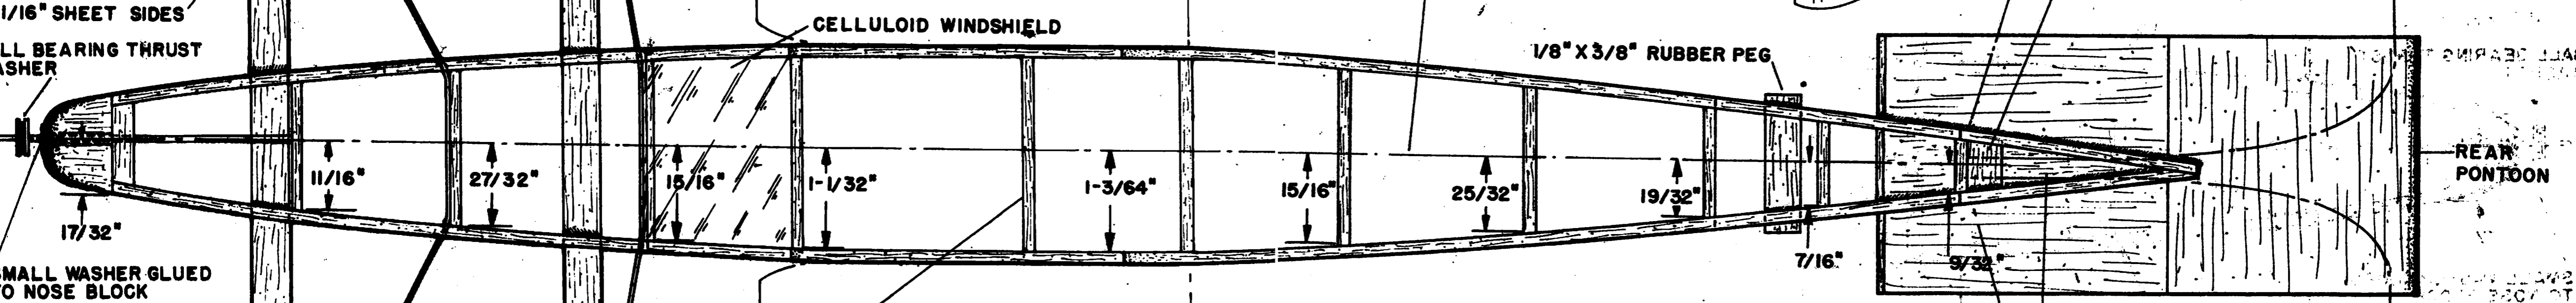 1/16" SHEET SIDES
LL BEARING THRUST
ASHER
CELLULOID WINDSHIELD
1/8" X 3/8" RUBBER PEG
11/16"
27/32"
15/16"
1-1/32"
1-3/64"
15/16"
25/32"
19/32"
17/32"
7/16"
9/32"
REAR
PONTOON
SMALL WASHER GLUED
TO NOSE BLOCK